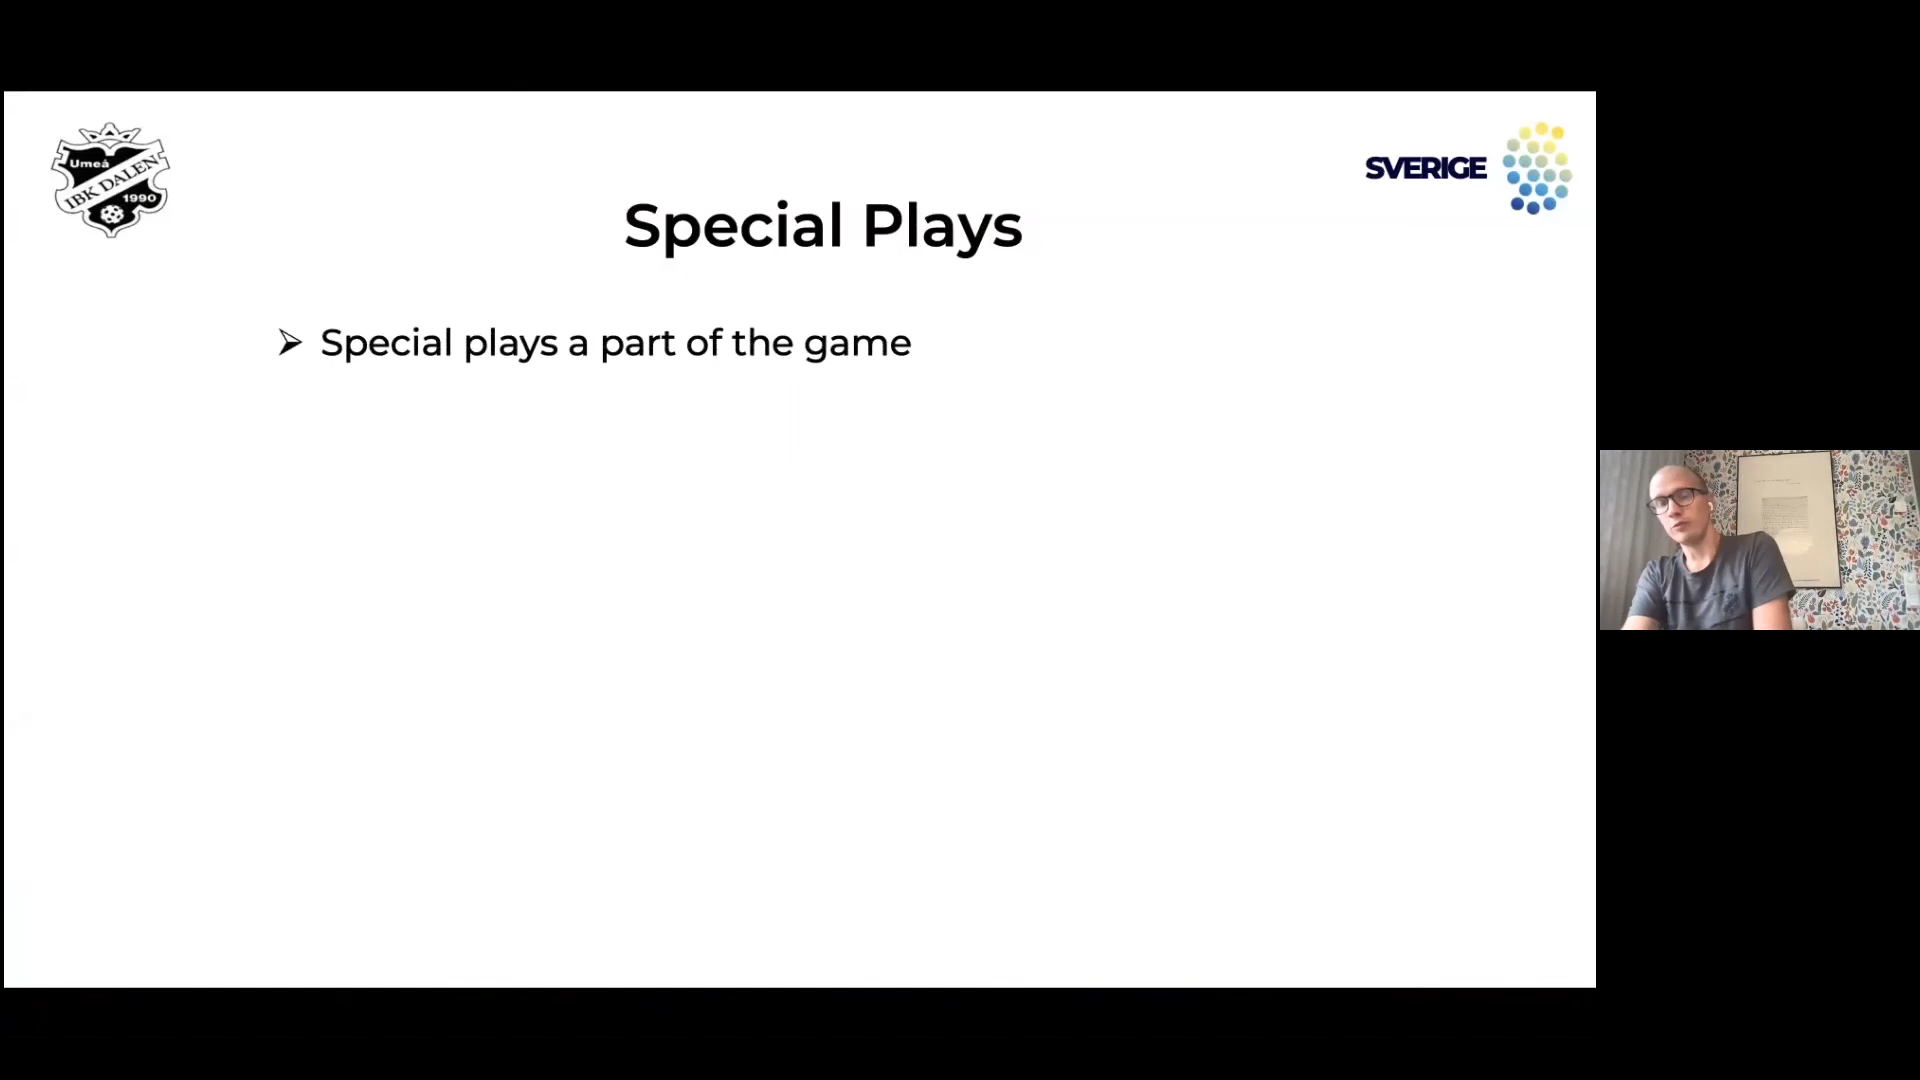 Umeå
IBK DALEN
1990
SVERIGE
Special Plays
➢ Special plays a part of the game